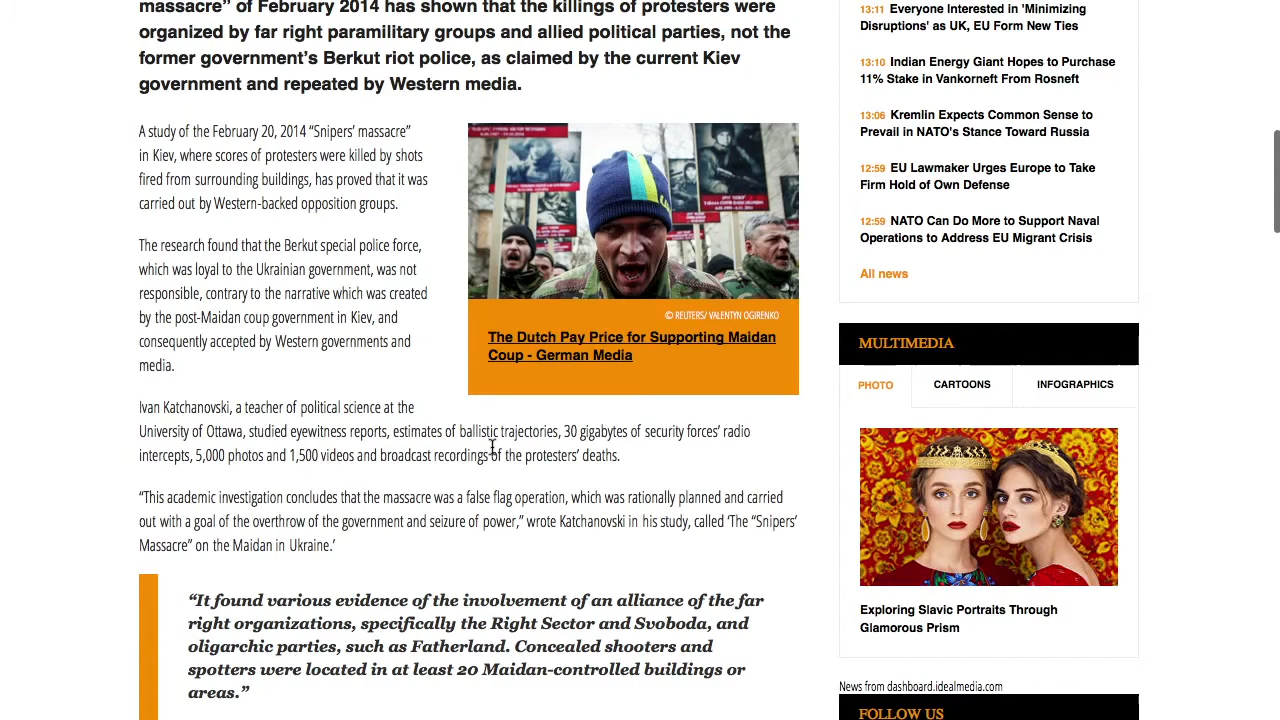 massacre” of February 2014 has shown that the killings of protesters were
organized by far right paramilitary groups and allied political parties, not the
former government’s Berkut riot police, as claimed by the current Kiev
government and repeated by Western media.
A study of the February 20, 2014 “Snipers’ massacre”
in Kiev, where scores of protesters were killed by shots
fired from surrounding buildings, has proved that it was
carried out by Western-backed opposition groups.
The research found that the Berkut special police force,
which was loyal to the Ukrainian government, was not
responsible, contrary to the narrative which was created
by the post-Maidan coup government in Kiev, and
consequently accepted by Western governments and
media.
© REUTERS/ VALENTYN OGIRENKO
The Dutch Pay Price for Supporting Maidan
Coup - German Media
Ivan Katchanovski, a teacher of political science at the
University of Ottawa, studied eyewitness reports, estimates of ballistic trajectories, 30 gigabytes of security forces’ radio
intercepts, 5,000 photos and 1,500 videos and broadcast recordings of the protesters’ deaths.
“This academic investigation concludes that the massacre was a false flag operation, which was rationally planned and carried
out with a goal of the overthrow of the government and seizure of power,” wrote Katchanovski in his study, called ‘The “Snipers’
Massacre” on the Maidan in Ukraine.’
“It found various evidence of the involvement of an alliance of the far
right organizations, specifically the Right Sector and Svoboda, and
oligarchic parties, such as Fatherland. Concealed shooters and
spotters were located in at least 20 Maidan-controlled buildings or
areas.”
13:11 Everyone Interested in 'Minimizing
Disruptions' as UK, EU Form New Ties
13:10 Indian Energy Giant Hopes to Purchase
11% Stake in Vankorneft From Rosneft
13:06 Kremlin Expects Common Sense to
Prevail in NATO's Stance Toward Russia
12:59 EU Lawmaker Urges Europe to Take
Firm Hold of Own Defense
12:59 NATO Can Do More to Support Naval
Operations to Address EU Migrant Crisis
All news
MULTIMEDIA
PHOTO CARTOONS INFOGRAPHICS
Exploring Slavic Portraits Through
Glamorous Prism
News from dashboard.idealmedia.com
FOLLOW US